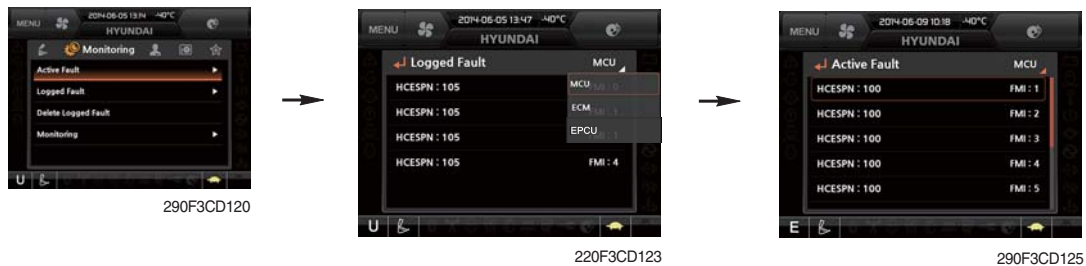 MENU
2014-06-05 13:14 -40°C
HYUNDAI
Monitoring
Active Fault
Logged Fault
Delete Logged Fault
Monitoring
U
290F3CD120
MENU
2014-06-05 13:47 -40°C
HYUNDAI
Logged Fault MCU
HCESPN : 105
HCESPN : 105
HCESPN : 105
HCESPN : 105 FMI : 4
MCU
ECM
EPCU
U
220F3CD123
MENU
2014-06-09 10:18 -40°C
HYUNDAI
Active Fault MCU
HCESPN : 100 FMI : 1
HCESPN : 100 FMI : 2
HCESPN : 100 FMI : 3
HCESPN : 100 FMI : 4
HCESPN : 100 FMI : 5
E
290F3CD125